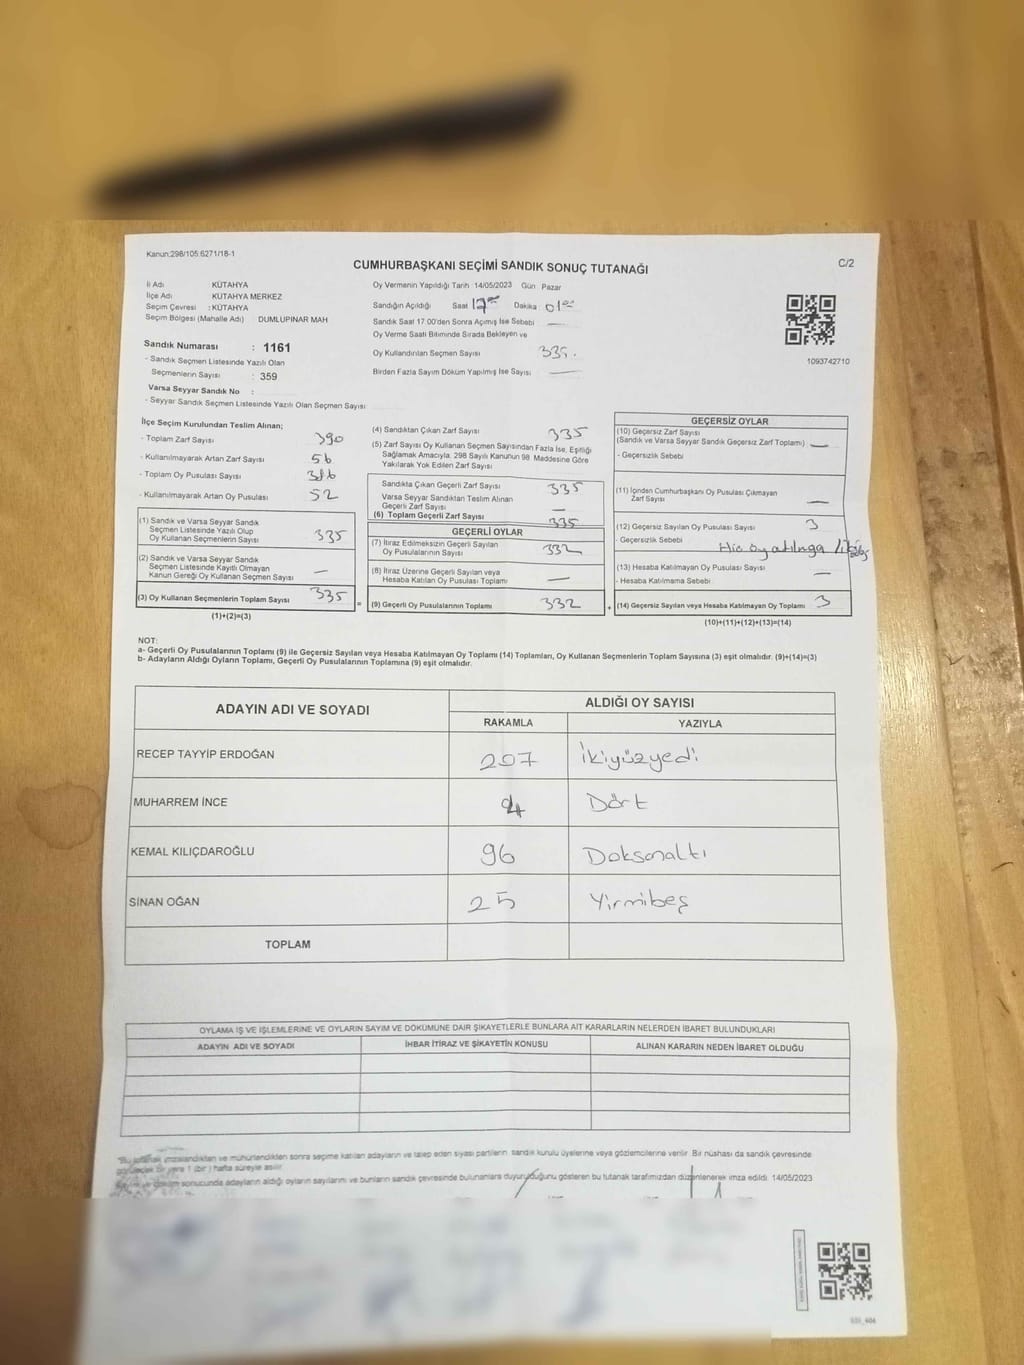 Kanun:298/105:6271/18-1
CUMHURBAŞKANI SEÇİMİ SANDIK SONUÇ TUTANAĞI
C/2
İl Adı KÜTAHYA
İlçe Adı KÜTAHYA MERKEZ
Seçim Çevresi : KÜTAHYA
Seçim Bölgesi (Mahalle Adı) DUMLUPINAR MAH
Sandık Numarası : 1161
- Sandık Seçmen Listesinde Yazılı Olan
Seçmenlerin Sayısı : 359
Varsa Seyyar Sandık No :
- Seyyar Sandık Seçmen Listesinde Yazılı Olan Seçmen Sayısı
Oy Vermenin Yapıldığı Tarih 14/05/2023 Gün Pazar
Sandığın Açıldığı Saat 17 Dakika 01
Sandık Saat 17.00'den Sonra Açımış İse Sebebi —
Oy Verme Saati Bitiminde Sırada Bekleyen ve
Oy Kullandırılan Seçmen Sayısı 335.
Birden Fazla Sayım Döküm Yapılmış İse Sayısı —
1093742710
İlçe Seçim Kurulundan Teslim Alınan;
- Toplam Zarf Sayısı 390
- Kullanılmayarak Artan Zarf Sayısı 56
- Toplam Oy Pusulası Sayısı
- Kullanılmayarak Artan Oy Pusulası 52
(1) Sandık ve Varsa Seyyar Sandık
Seçmen Listesinde Yazılı Olup
Oy Kullanan Seçmenlerin Sayısı 335
(2) Sandık ve Varsa Seyyar Sandık
Seçmen Listesinde Kayıtlı Olmayan
Kanun Gereği Oy Kullanan Seçmen Sayısı —
(3) Oy Kullanan Seçmenlerin Toplam Sayısı 335
(1)+(2)=(3)
=
(4) Sandıktan Çıkan Zarf Sayısı 335
(5) Zarf Sayısı Oy Kullanan Seçmen Sayısından Fazla İse, Eşitliği
Sağlamak Amacıyla, 298 Sayılı Kanunun 98 Maddesine Göre
Yakılarak Yok Edilen Zarf Sayısı
Sandıkta Çıkan Geçerli Zarf Sayısı 335
Varsa Seyyar Sandıktan Teslim Alınan
Geçerli Zarf Sayısı —
(6) Toplam Geçerli Zarf Sayısı 335
GEÇERLİ OYLAR
(7) İtiraz Edilmeksizin Geçerli Sayılan
Oy Pusulalarının Sayısı 332
(8) İtiraz Üzerine Geçerli Sayılan veya
Hesaba Katılan Oy Pusulası Toplamı —
(9) Geçerli Oy Pusulalarının Toplamı 332
+
GEÇERSİZ OYLAR
(10) Geçersiz Zarf Sayısı
(Sandık ve Varsa Seyyar Sandık Geçersiz Zarf Toplamı) —
- Geçersizlik Sebebi
(11) İçinden Cumhurbaşkanı Oy Pusulası Çıkmayan
Zarf Sayısı —
(12) Geçersiz Sayılan Oy Pusulası Sayısı 3
- Geçersizlik Sebebi
(13) Hesaba Katılmayan Oy Pusulası Sayısı —
- Hesaba Katılmama Sebebi
(14) Geçersiz Sayılan veya Hesaba Katılmayan Oy Toplamı 3
(10)+(11)+(12)+(13)=(14)
NOT:
a- Geçerli Oy Pusulalarının Toplamı (9) ile Geçersiz Sayılan veya Hesaba Katılmayan Oy Toplamı (14) Toplamları, Oy Kullanan Seçmenlerin Toplam Sayısına (3) eşit olmalıdır. (9)+(14)=(3)
b- Adayların Aldığı Oyların Toplamı, Geçerli Oy Pusulalarının Toplamına (9) eşit olmalıdır.
ADAYIN ADI VE SOYADI
ALDIĞI OY SAYISI
RAKAMLA YAZIYLA
RECEP TAYYİP ERDOĞAN 207 İkiyüzyedi
MUHARREM İNCE 4 Dört
KEMAL KILIÇDAROĞLU 96 Doksanaltı
SİNAN OĞAN 25 Yirmibeş
TOPLAM
OYLAMA İŞ VE İŞLEMLERİNE VE OYLARIN SAYIM VE DÖKÜMÜNE DAİR ŞİKAYETLERLE BUNLARA AİT KARARLARIN NELERDEN İBARET BULUNDUKLARI
ADAYIN ADI VE SOYADI İHBAR İTİRAZ VE ŞİKAYETİN KONUSU ALINAN KARARIN NEDEN İBARET OLDUĞU
imzalandıktan ve mühürlendikten sonra seçime katılan adayların ve talep eden siyasi partilerin sandık kurulu üyelerine veya gözlemcilerine verilir. Bir nüshası da sandık çevresinde
görülecek bir yere 1 (bir) hafta süreyle asılır.
sonucunda adayların aldığı oyların sayılarını ve bunların sandık çevresinde bulunanlara duyurulduğunu gösteren bu tutanak tarafımızdan düzenlenerek imza edildi. 14/05/2023